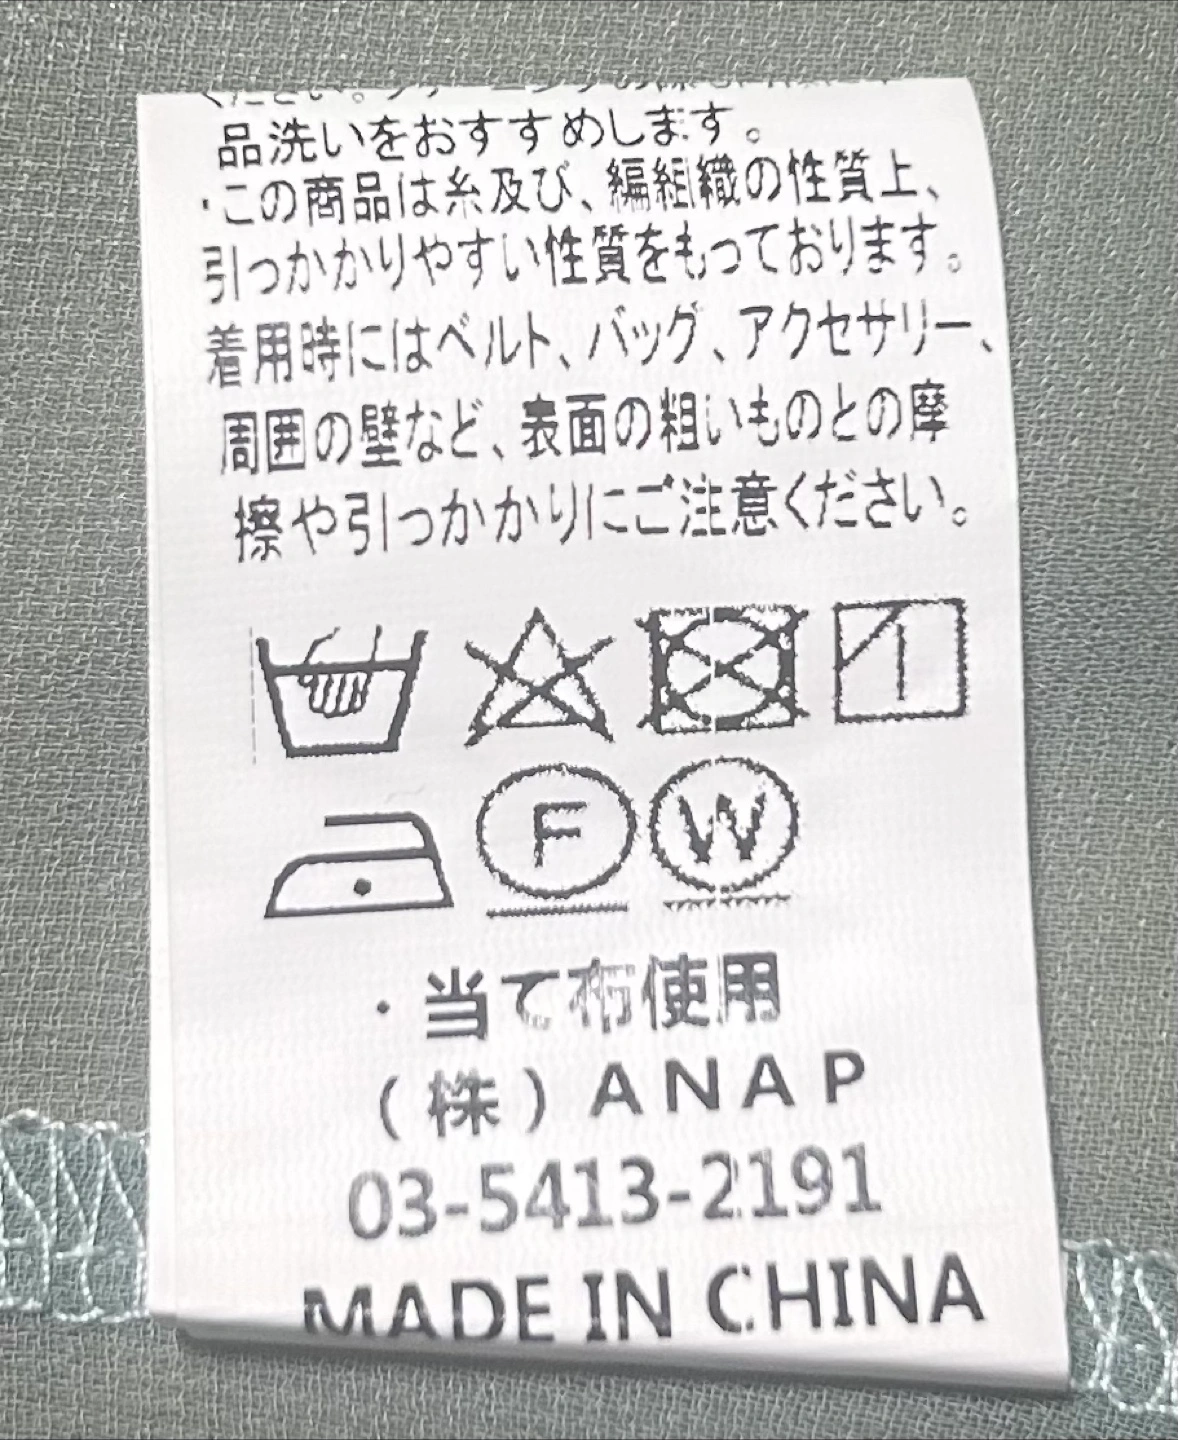 品洗いをおすすめします。
・この商品は糸及び、編組織の性質上、
引っかかりやすい性質をもっております。
着用時にはベルト、バッグ、アクセサリー、
周囲の壁など、表面の粗いものとの摩
擦や引っかかりにご注意ください。
F W
・当て布使用
(株)ANAP
03-5413-2191
MADE IN CHINA